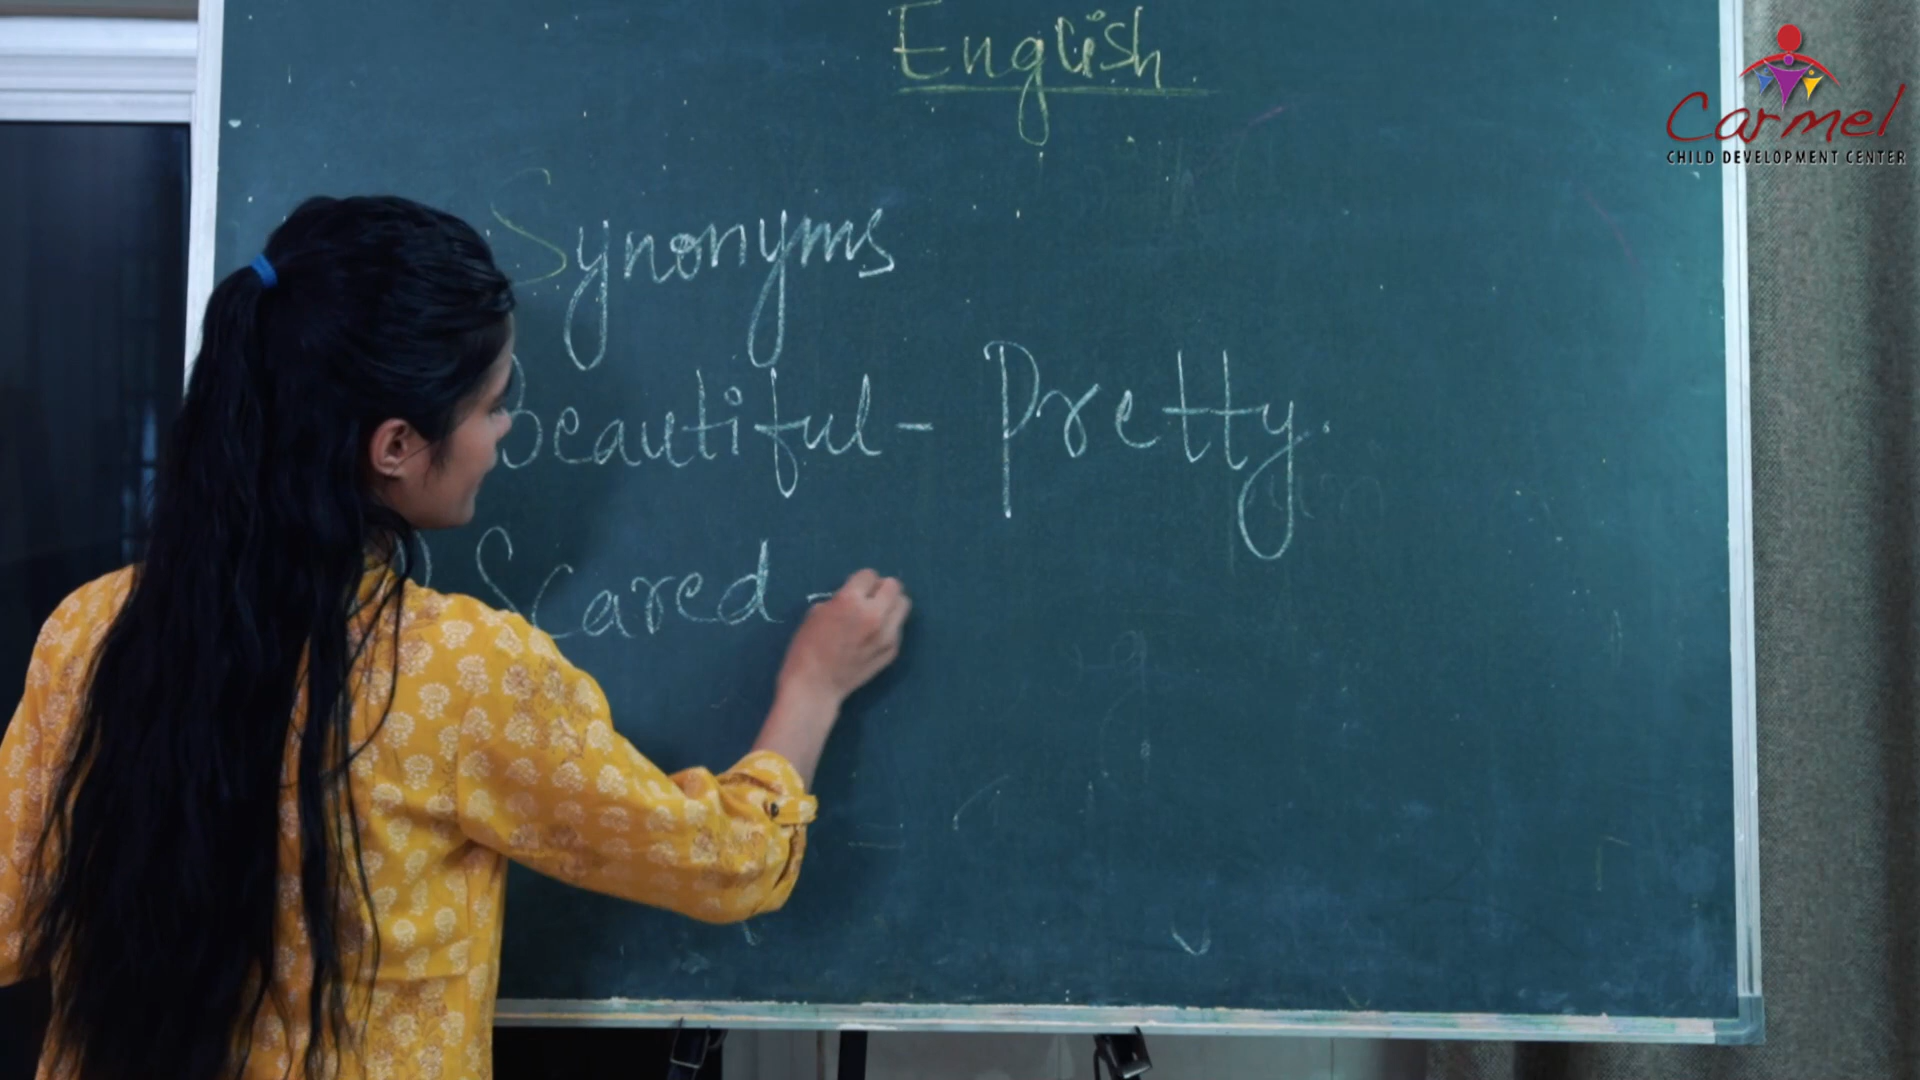 English
Carmel
CHILD DEVELOPMENT CENTER
Synonyms
Beautiful - Pretty.
Scared -